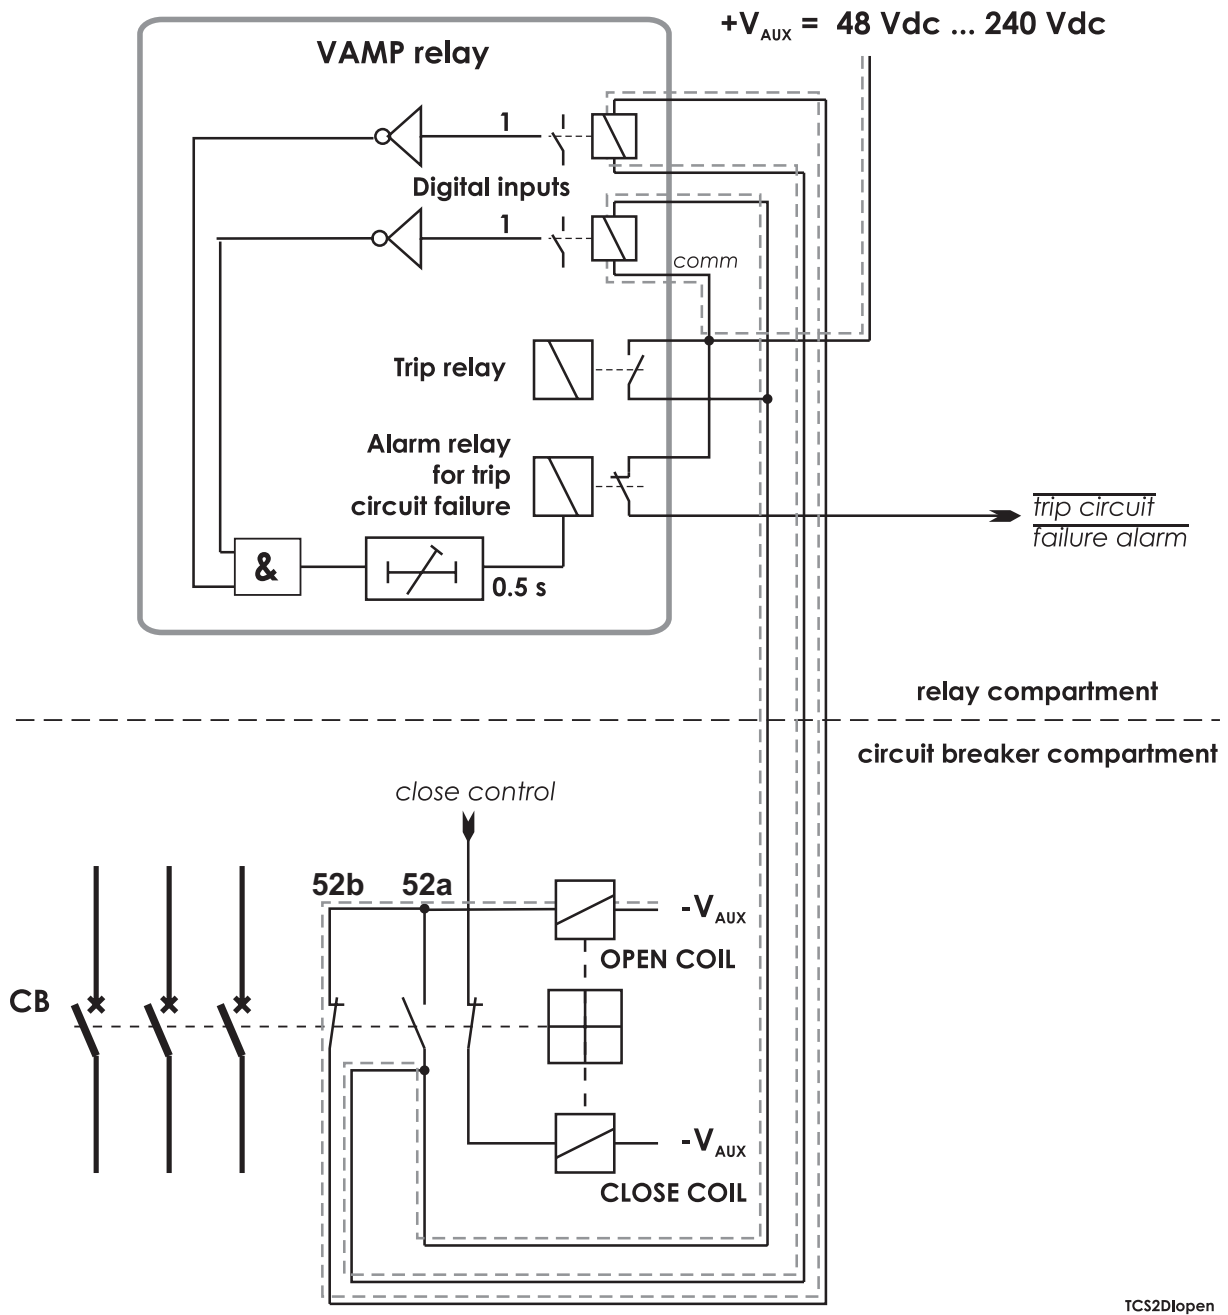 +VAUX = 48 Vdc ... 240 Vdc
VAMP relay
1
Digital inputs
1
comm
Trip relay
Alarm relay
for trip
circuit failure
trip circuit
failure alarm
&
0.5 s
relay compartment
circuit breaker compartment
close control
52b
52a
-VAUX
OPEN COIL
CB
-VAUX
CLOSE COIL
TCS2DIopen